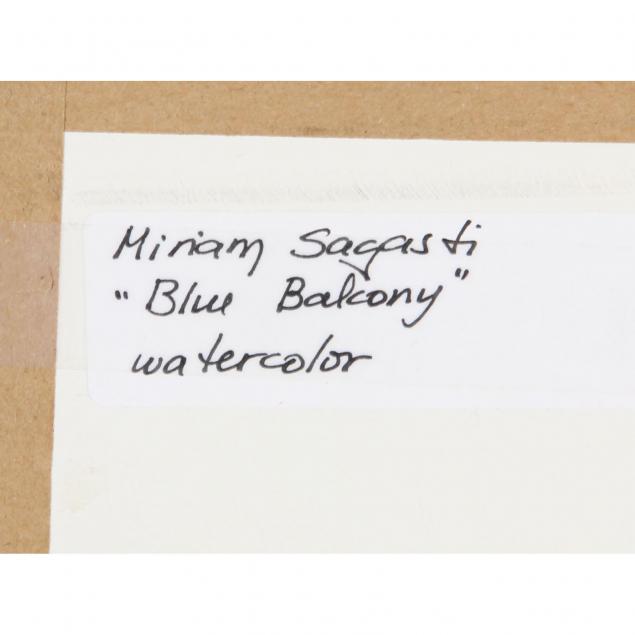 Miriam Sagasti
"Blue Balcony"
watercolor